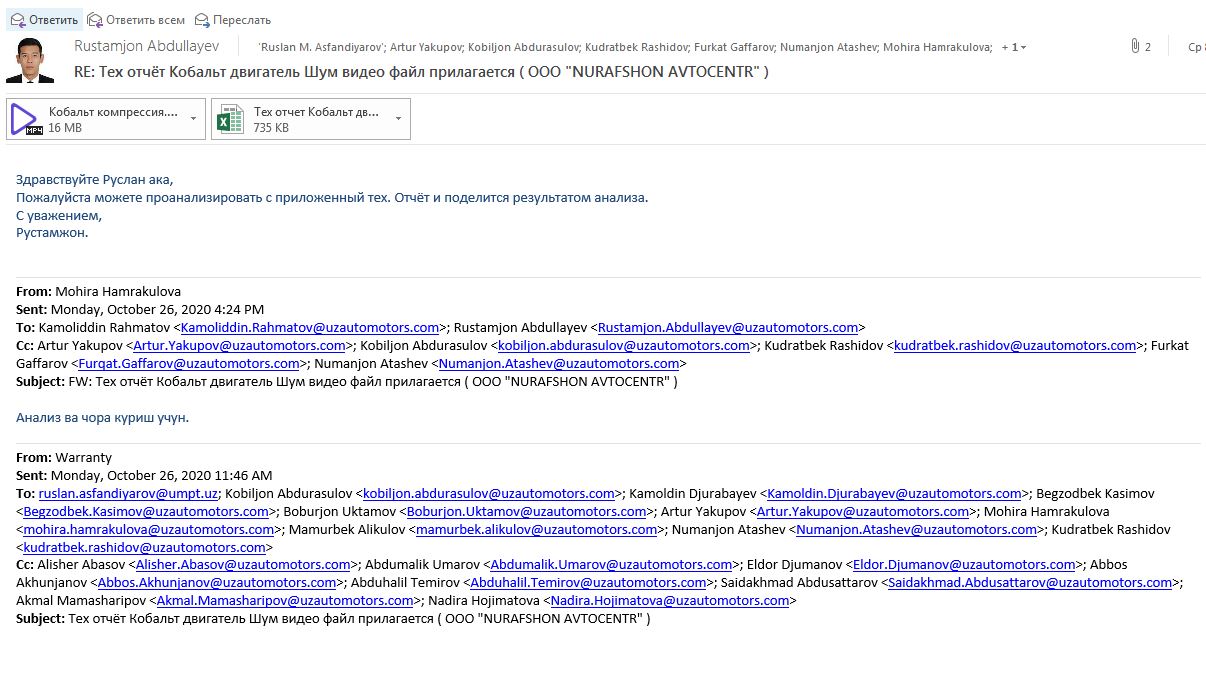 Ответить Ответить всем Переслать
Rustamjon Abdullayev 'Ruslan M. Asfandiyarov'; Artur Yakupov; Kobiljon Abdurasulov; Kudratbek Rashidov; Furkat Gaffarov; Numanjon Atashev; Mohira Hamrakulova; + 1 2 Ср 8
RE: Тех отчёт Кобальт двигатель Шум видео файл прилагается ( ООО "NURAFSHON AVTOCENTR" )
Кобальт компрессия.... Тех отчет Кобальт дв...
MP4 16 MB 735 KB
Здравствуйте Руслан ака,
Пожалуйста можете проанализировать с приложенный тех. Отчёт и поделится результатом анализа.
С уважением,
Рустамжон.
From: Mohira Hamrakulova
Sent: Monday, October 26, 2020 4:24 PM
To: Kamoliddin Rahmatov <Kamoliddin.Rahmatov@uzautomotors.com>; Rustamjon Abdullayev <Rustamjon.Abdullayev@uzautomotors.com>
Cc: Artur Yakupov <Artur.Yakupov@uzautomotors.com>; Kobiljon Abdurasulov <kobiljon.abdurasulov@uzautomotors.com>; Kudratbek Rashidov <kudratbek.rashidov@uzautomotors.com>; Furkat
Gaffarov <Furqat.Gaffarov@uzautomotors.com>; Numanjon Atashev <Numanjon.Atashev@uzautomotors.com>
Subject: FW: Тех отчёт Кобальт двигатель Шум видео файл прилагается ( ООО "NURAFSHON AVTOCENTR" )
Анализ ва чора куриш учун.
From: Warranty
Sent: Monday, October 26, 2020 11:46 AM
To: ruslan.asfandiyarov@umpt.uz; Kobiljon Abdurasulov <kobiljon.abdurasulov@uzautomotors.com>; Kamoldin Djurabayev <Kamoldin.Djurabayev@uzautomotors.com>; Begzodbek Kasimov
<Begzodbek.Kasimov@uzautomotors.com>; Boburjon Uktamov <Boburjon.Uktamov@uzautomotors.com>; Artur Yakupov <Artur.Yakupov@uzautomotors.com>; Mohira Hamrakulova
<mohira.hamrakulova@uzautomotors.com>; Mamurbek Alikulov <mamurbek.alikulov@uzautomotors.com>; Numanjon Atashev <Numanjon.Atashev@uzautomotors.com>; Kudratbek Rashidov
<kudratbek.rashidov@uzautomotors.com>
Cc: Alisher Abasov <Alisher.Abasov@uzautomotors.com>; Abdumalik Umarov <Abdumalik.Umarov@uzautomotors.com>; Eldor Djumanov <Eldor.Djumanov@uzautomotors.com>; Abbos
Akhunjanov <Abbos.Akhunjanov@uzautomotors.com>; Abduhalil Temirov <Abduhalil.Temirov@uzautomotors.com>; Saidakhmad Abdusattarov <Saidakhmad.Abdusattarov@uzautomotors.com>;
Akmal Mamasharipov <Akmal.Mamasharipov@uzautomotors.com>; Nadira Hojimatova <Nadira.Hojimatova@uzautomotors.com>
Subject: Тех отчёт Кобальт двигатель Шум видео файл прилагается ( ООО "NURAFSHON AVTOCENTR" )